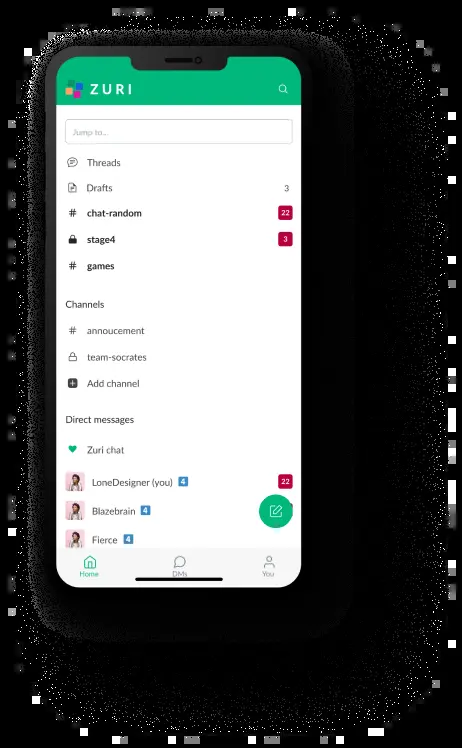 ZURI
Jump to...
Threads
Drafts 3
# chat-random 22
stage4 3
# games
Channels
# annoucement
team-socrates
Add channel
Direct messages
Zuri chat
LoneDesigner (you) 4 22
Blazebrain 4
Fierce 4
Home DMs You